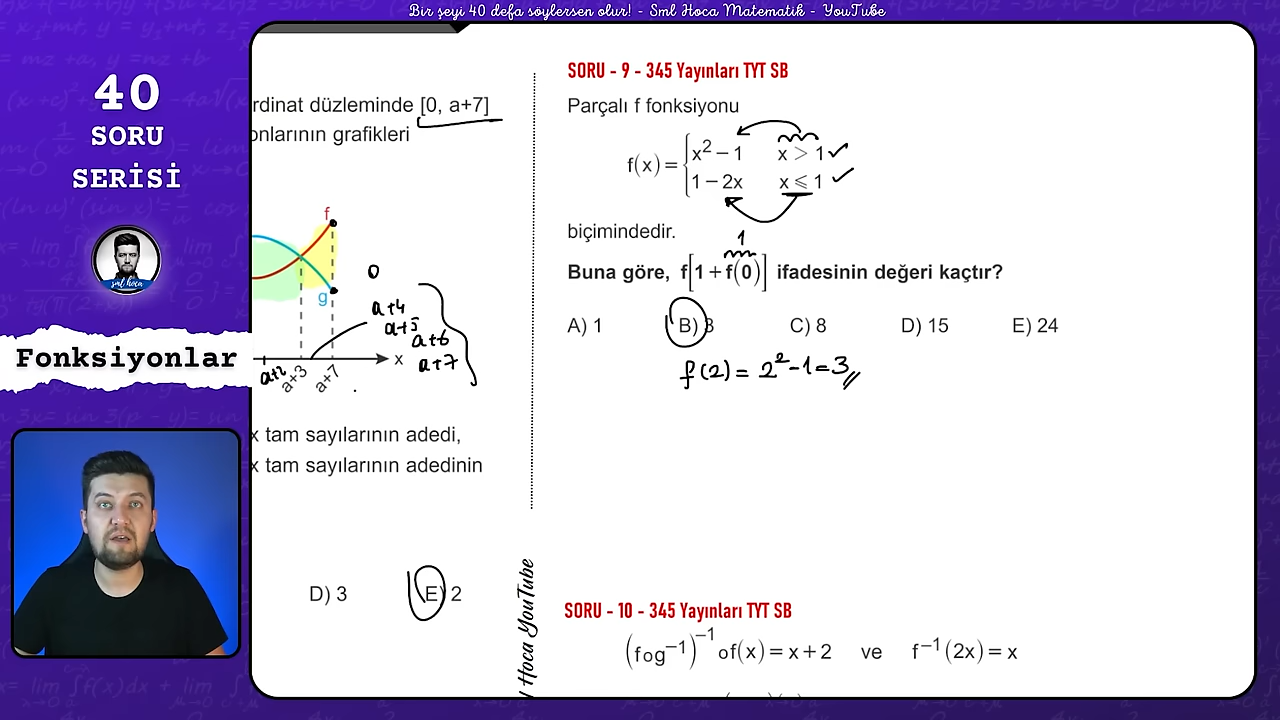 Bir şeyi 40 defa söylersen olur! - Sml Hoca Matematik - YouTube
40
SORU
SERİSİ
sml hoca
Fonksiyonlar
rdinat düzleminde [0, a+7]
onlarının grafikleri
f
g
0
a+4
a+5
a+6
a+7
x
a+2
a+3
a+7
x tam sayılarının adedi,
x tam sayılarının adedinin
D) 3
E) 2
Hoca YouTube
SORU - 9 - 345 Yayınları TYT SB
Parçalı f fonksiyonu
f(x) = { x² − 1 x > 1
1 − 2x x ⩽ 1
biçimindedir.
1
Buna göre, f[1 + f(0)] ifadesinin değeri kaçtır?
A) 1 B) 3 C) 8 D) 15 E) 24
f(2) = 2² - 1 = 3
SORU - 10 - 345 Yayınları TYT SB
(fog⁻¹)⁻¹ of(x) = x + 2 ve f⁻¹(2x) = x